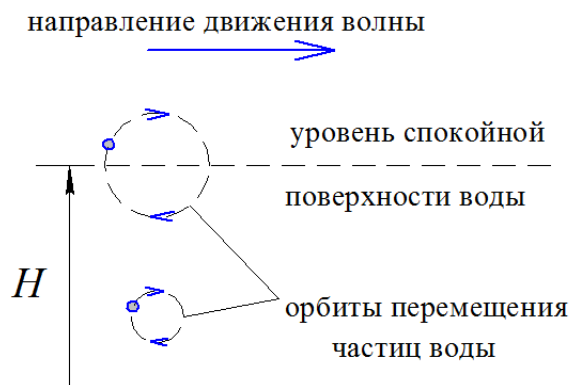 направление движения волны
уровень спокойной
поверхности воды
H
орбиты перемещения
частиц воды